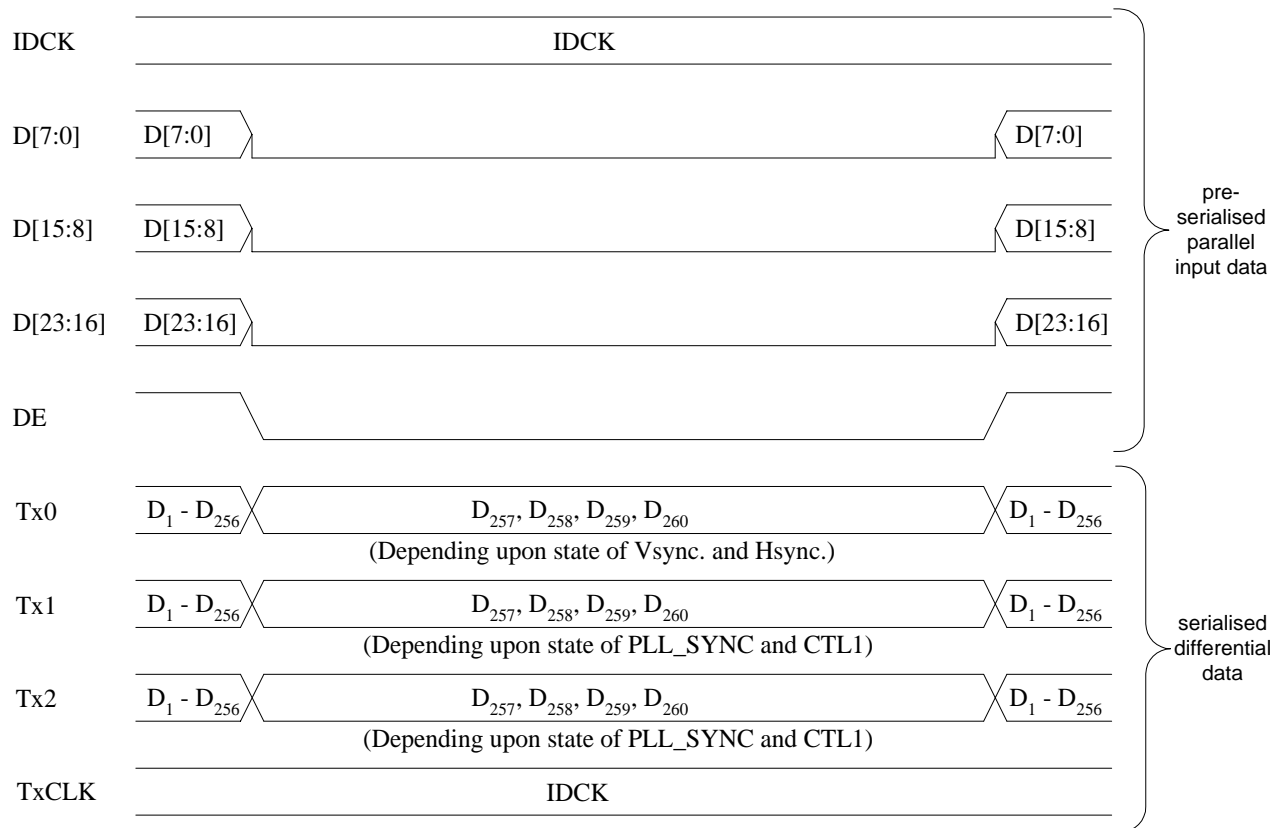 IDCK IDCK
D[7:0] D[7:0] D[7:0]
D[15:8] D[15:8] D[15:8]
D[23:16] D[23:16] D[23:16]
DE
pre-
serialised
parallel
input data
Tx0 D₁ - D₂₅₆ D₂₅₇, D₂₅₈, D₂₅₉, D₂₆₀ D₁ - D₂₅₆
(Depending upon state of Vsync. and Hsync.)
Tx1 D₁ - D₂₅₆ D₂₅₇, D₂₅₈, D₂₅₉, D₂₆₀ D₁ - D₂₅₆
(Depending upon state of PLL_SYNC and CTL1)
Tx2 D₁ - D₂₅₆ D₂₅₇, D₂₅₈, D₂₅₉, D₂₆₀ D₁ - D₂₅₆
(Depending upon state of PLL_SYNC and CTL1)
TxCLK IDCK
serialised
differential
data